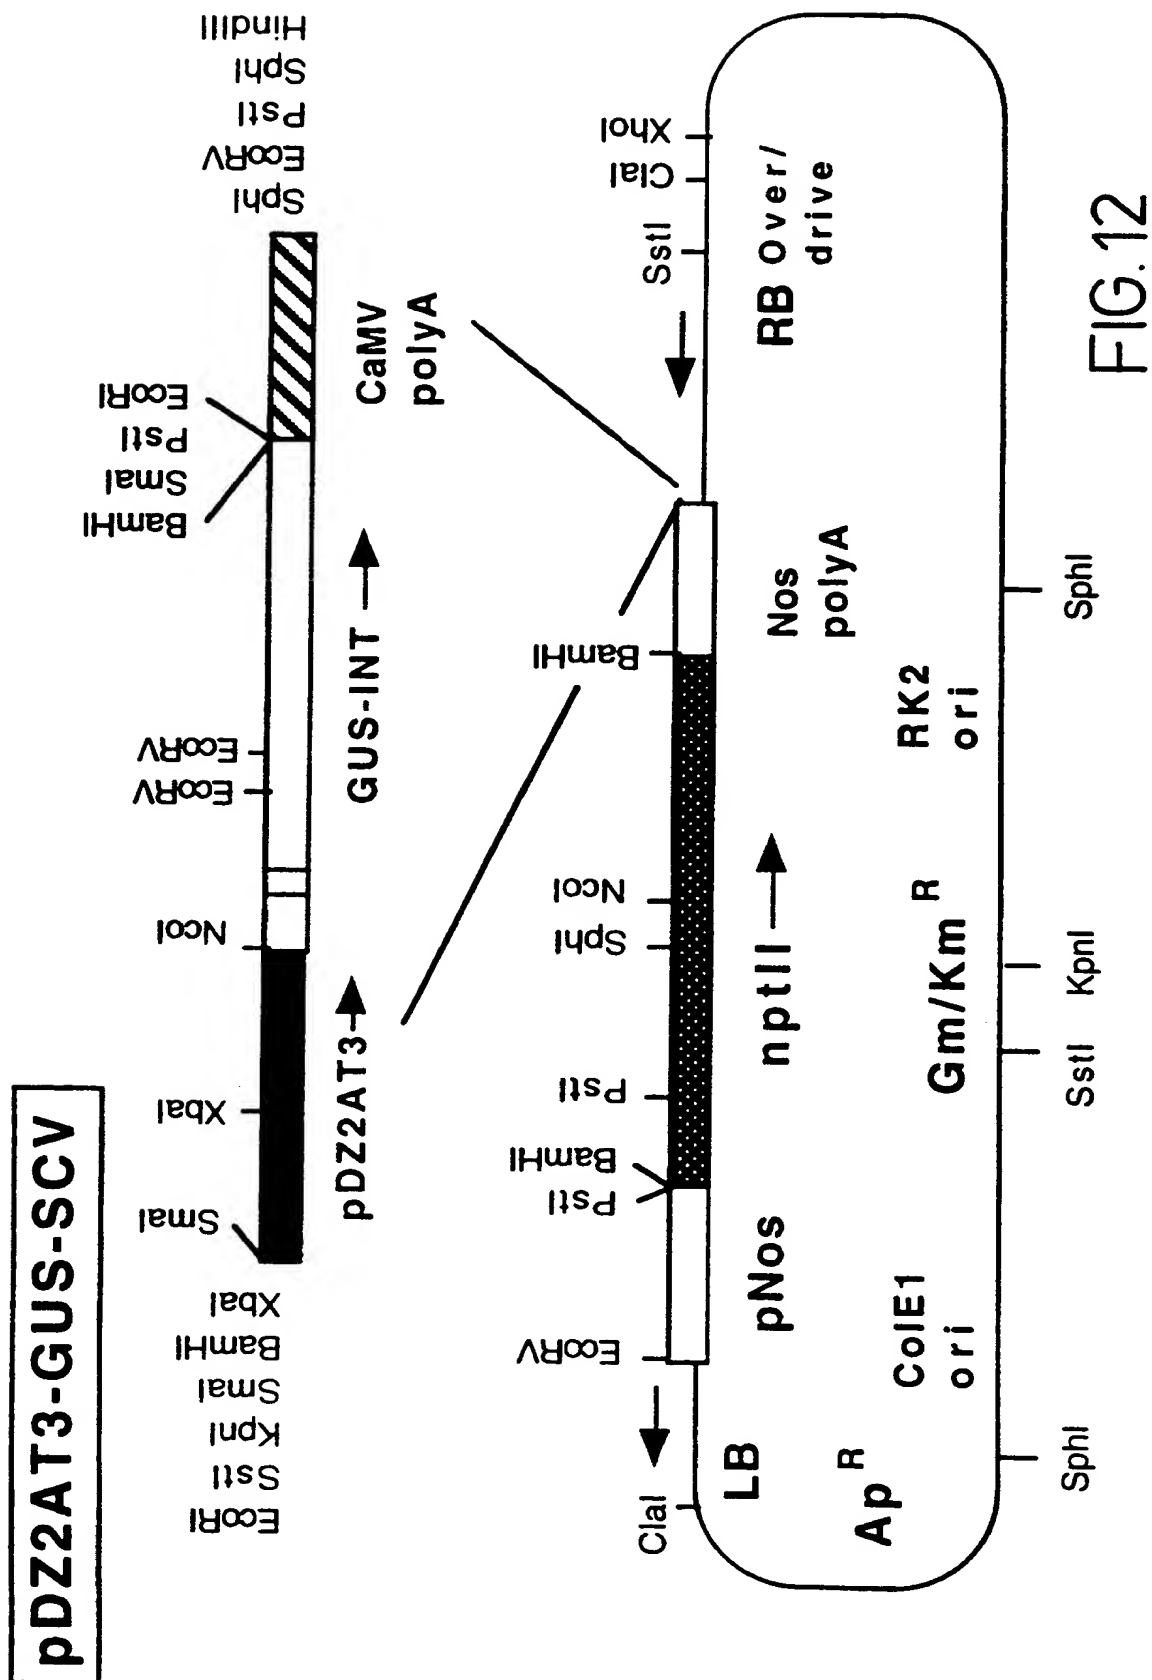 pDZ2AT3-GUS-SCV
EcoRI
SstI
KpnI
SmaI
BamHI
XbaI
SmaI
XbaI
NcoI
EcoRV
EcoRV
BamHI
SmaI
PstI
EcoRI
SphI
EcoRV
PstI
SphI
HindIII
pDZ2AT3
GUS-INT
CaMV
polyA
ClaI
EcoRV
PstI
BamHI
PstI
SphI
NcoI
BamHI
SstI
ClaI
XhoI
LB
pNos
nptII
Nos
polyA
RB Over/
drive
Ap R
ColE1
ori
Gm/Km R
RK2
ori
SphI
SstI
KpnI
SphI
FIG. 12